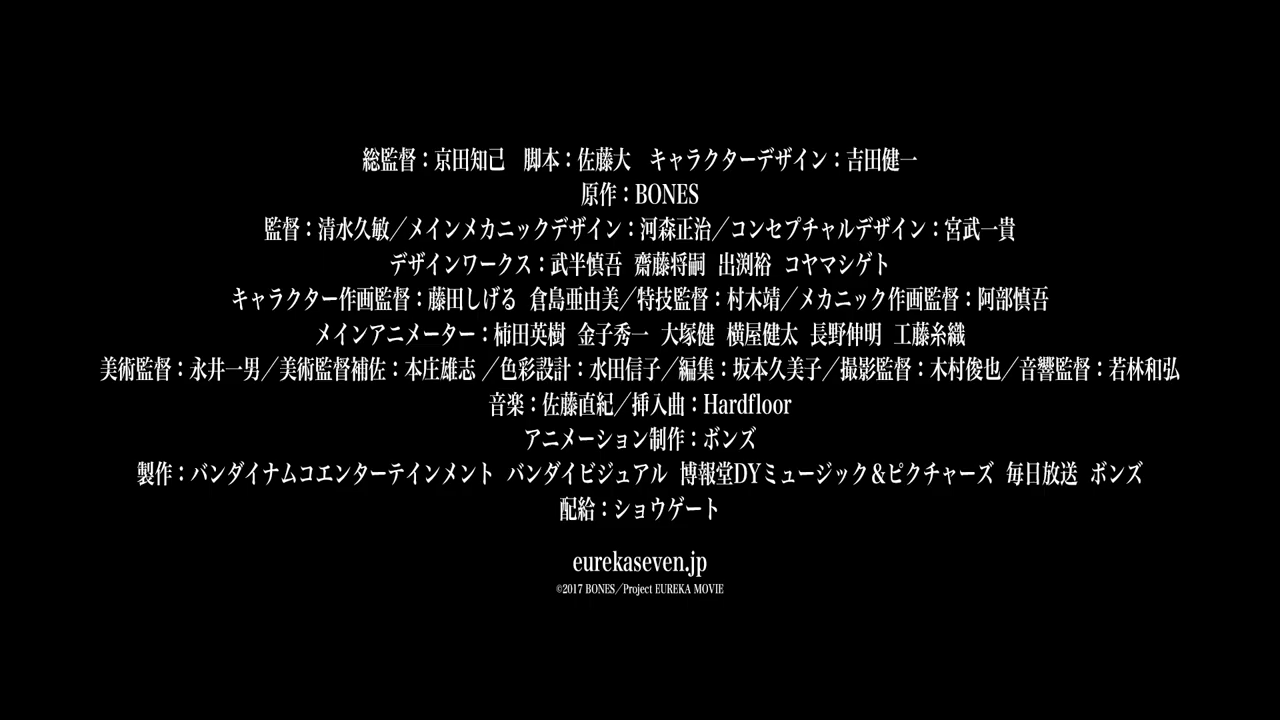 総監督：京田知己　脚本：佐藤大　キャラクターデザイン：吉田健一
原作：BONES
監督：清水久敏／メインメカニックデザイン：河森正治／コンセプチャルデザイン：宮武一貴
デザインワークス：武半慎吾　齋藤将嗣　出渕裕　コヤマシゲト
キャラクター作画監督：藤田しげる　倉島亜由美／特技監督：村木靖／メカニック作画監督：阿部慎吾
メインアニメーター：柿田英樹　金子秀一　大塚健　横屋健太　長野伸明　工藤糸織
美術監督：永井一男／美術監督補佐：本庄雄志／色彩設計：水田信子／編集：坂本久美子／撮影監督：木村俊也／音響監督：若林和弘
音楽：佐藤直紀／挿入曲：Hardfloor
アニメーション制作：ボンズ
製作：バンダイナムコエンターテインメント　バンダイビジュアル　博報堂DYミュージック＆ピクチャーズ　毎日放送　ボンズ
配給：ショウゲート
eurekaseven.jp
©2017 BONES／Project EUREKA MOVIE